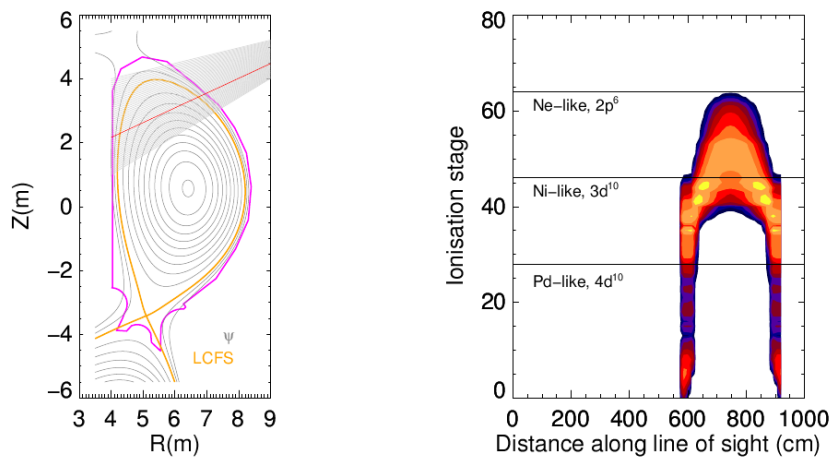 6
4
2
0
−2
−4
−6
Z(m)
ψ
LCFS
3 4 5 6 7 8 9
R(m)
80
60
40
20
0
Ionisation stage
Ne−like, 2p⁶
Ni−like, 3d¹⁰
Pd−like, 4d¹⁰
0 200 400 600 800 1000
Distance along line of sight (cm)